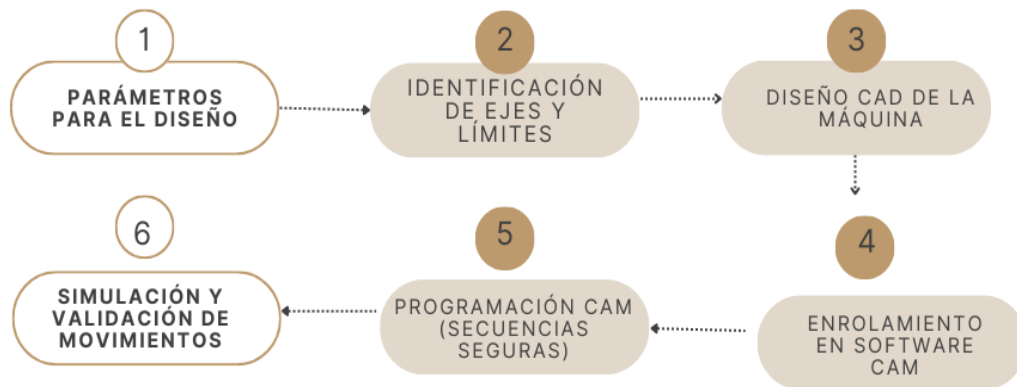 1
PARÁMETROS
PARA EL DISEÑO
2
IDENTIFICACIÓN
DE EJES Y
LÍMITES
3
DISEÑO CAD DE LA
MÁQUINA
4
ENROLAMIENTO
EN SOFTWARE
CAM
5
PROGRAMACIÓN CAM
(SECUENCIAS
SEGURAS)
6
SIMULACIÓN Y
VALIDACIÓN DE
MOVIMIENTOS